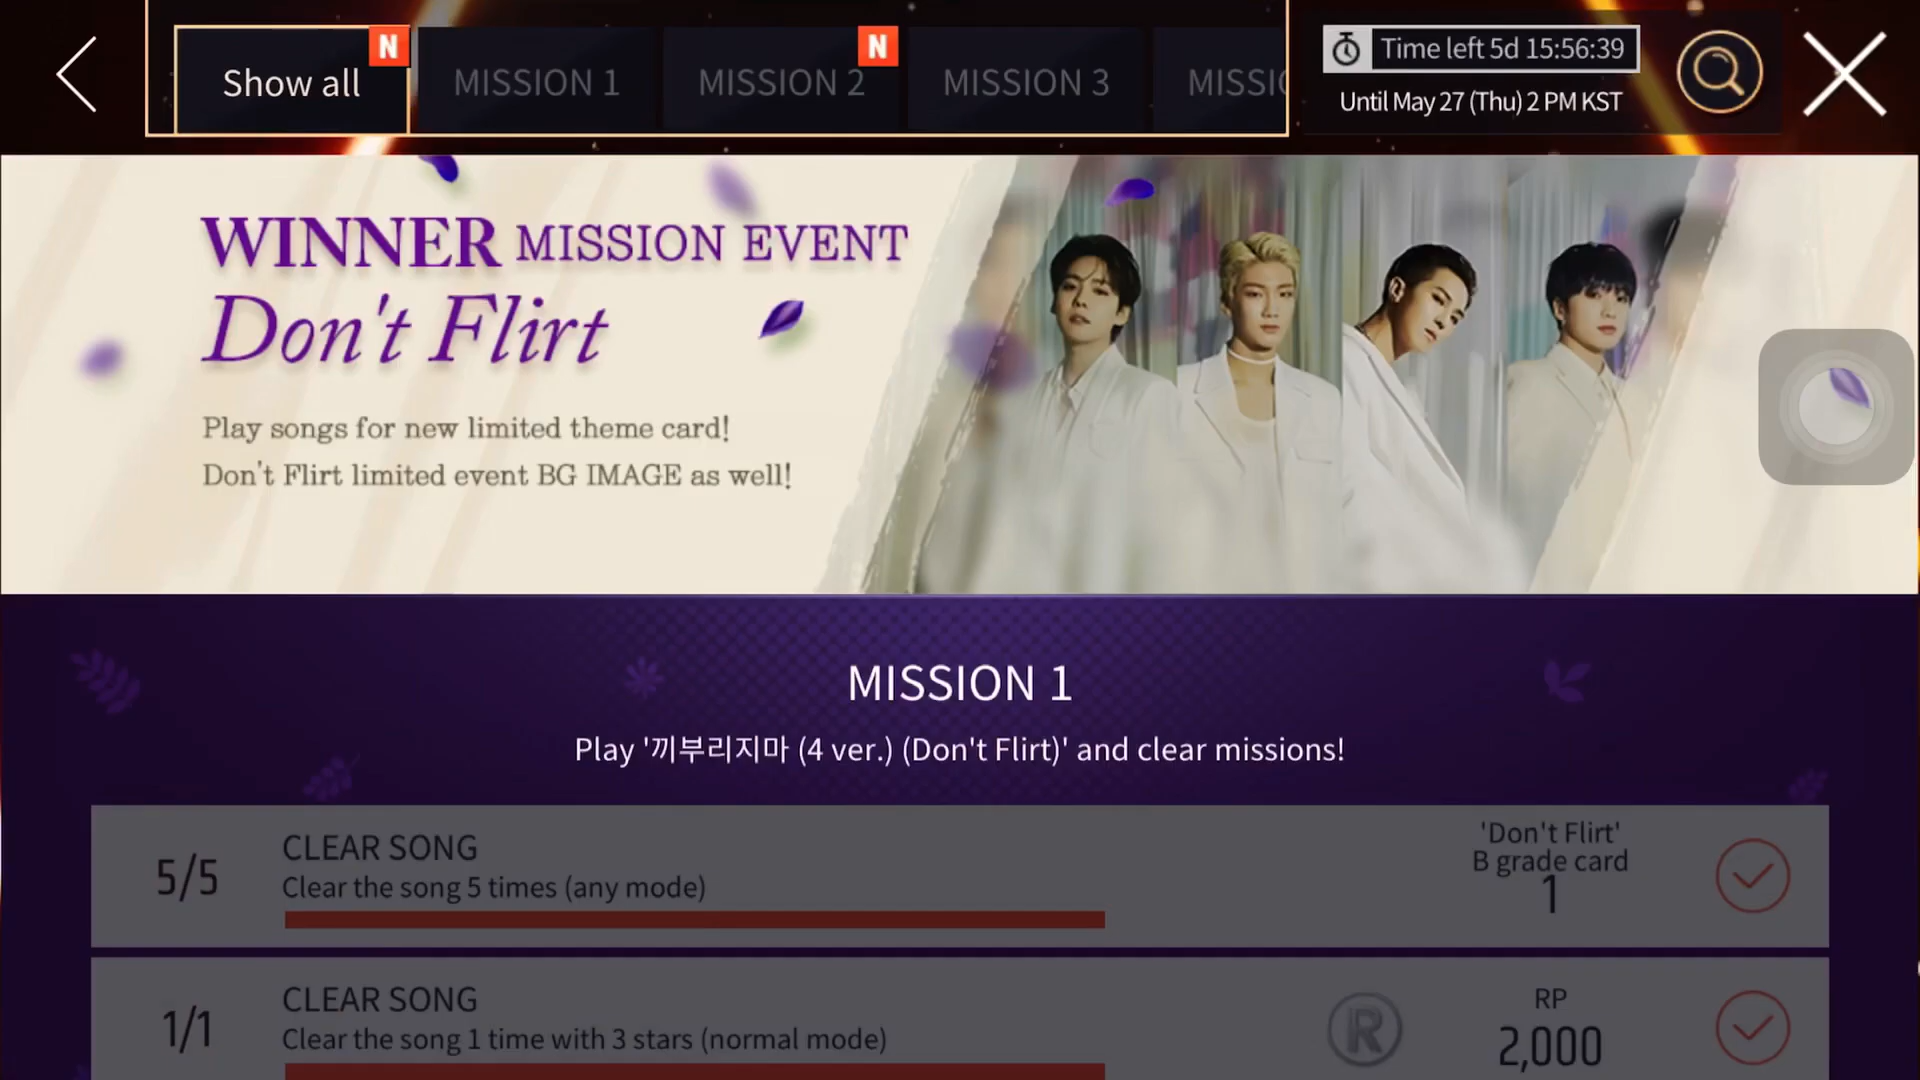 Show all
N
MISSION 1
MISSION 2
N
MISSION 3
MISSIO
Time left 5d 15:56:39
Until May 27 (Thu) 2 PM KST
WINNER MISSION EVENT
Don't Flirt
Play songs for new limited theme card!
Don't Flirt limited event BG IMAGE as well!
MISSION 1
Play '끼부리지마 (4 ver.) (Don't Flirt)' and clear missions!
5/5
CLEAR SONG
Clear the song 5 times (any mode)
'Don't Flirt'
B grade card
1
1/1
CLEAR SONG
Clear the song 1 time with 3 stars (normal mode)
R
RP
2,000